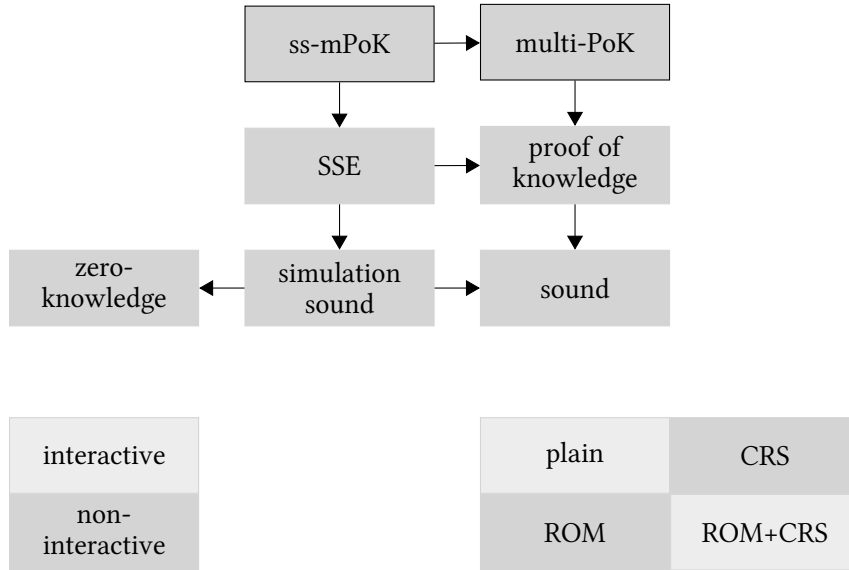 ss-mPoK
multi-PoK
SSE
proof of
knowledge
zero-
knowledge
simulation
sound
sound
interactive
plain
CRS
non-
interactive
ROM
ROM+CRS